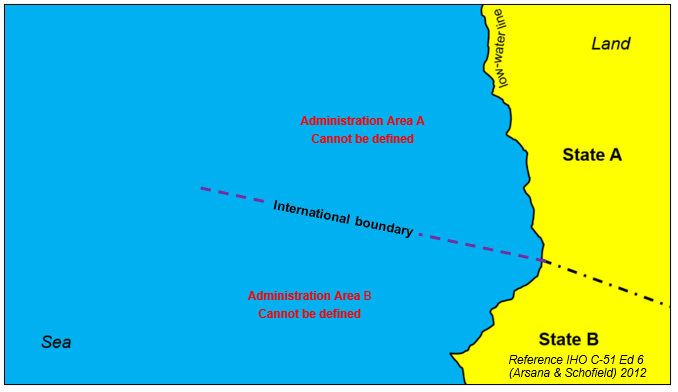 low-water line
Land
Administration Area A
Cannot be defined
State A
International boundary
Administration Area B
Cannot be defined
Sea
State B
Reference IHO C-51 Ed 6
(Arsana & Schofield) 2012